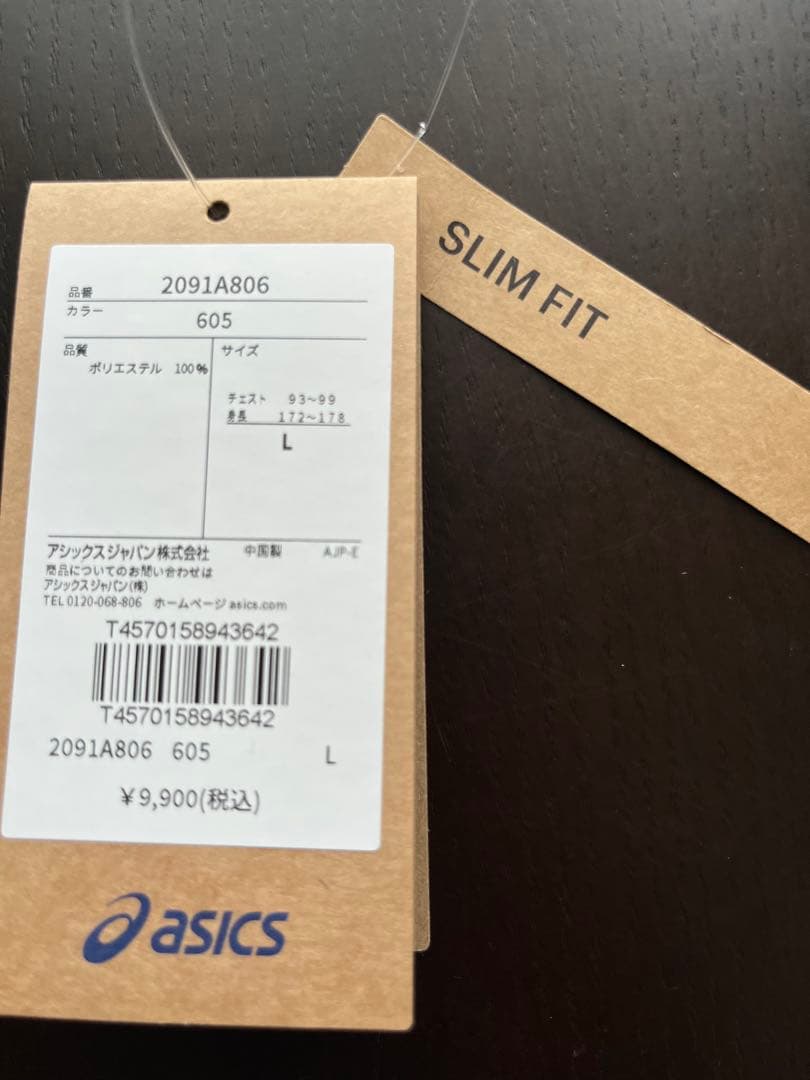 品番 2091A806
カラー 605
品質
ポリエステル 100%
サイズ
チェスト 93~99
身長 172~178
L
アシックスジャパン株式会社 中国製 AJP-E
商品についてのお問い合わせは
アシックスジャパン(株)
TEL 0120-068-806 ホームページ asics.com
T4570158943642
T4570158943642
2091A806 605 L
¥9,900(税込)
asics
SLIM FIT